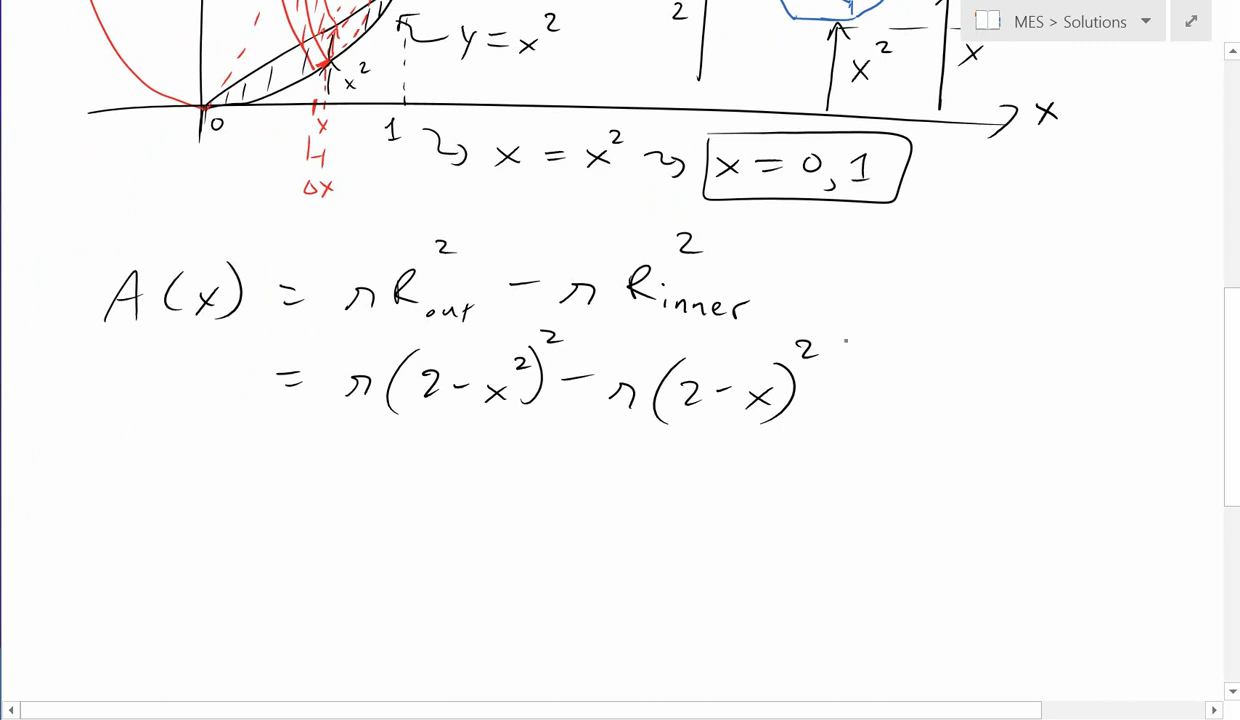 2
MES > Solutions
y = x²
x²
x
x²
x
0
x
1
x = x²
x = 0, 1
Δx
A(x) = πR²out − πR²inner
= π(2 - x²)² − π(2 - x)²